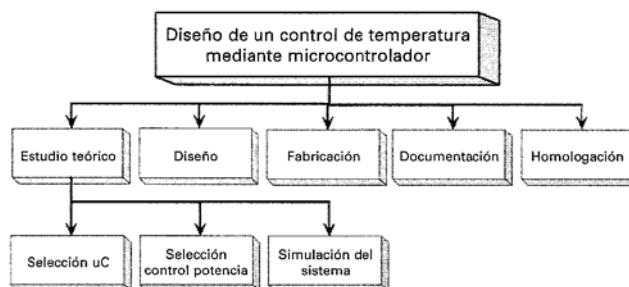 Diseño de un control de temperatura
mediante microcontrolador
Estudio teórico
Diseño
Fabricación
Documentación
Homologación
Selección uC
Selección
control potencia
Simulación del
sistema